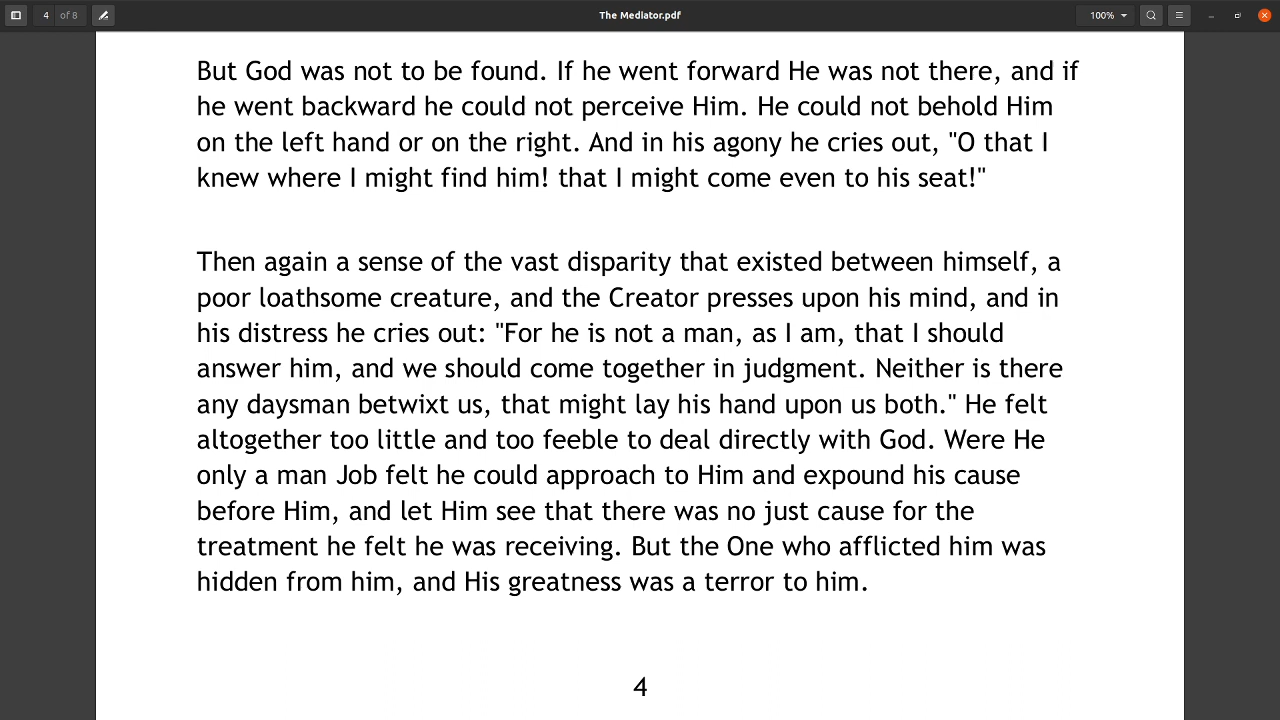 4 of 8
The Mediator.pdf
100%
But God was not to be found. If he went forward He was not there, and if
he went backward he could not perceive Him. He could not behold Him
on the left hand or on the right. And in his agony he cries out, "O that I
knew where I might find him! that I might come even to his seat!"
Then again a sense of the vast disparity that existed between himself, a
poor loathsome creature, and the Creator presses upon his mind, and in
his distress he cries out: "For he is not a man, as I am, that I should
answer him, and we should come together in judgment. Neither is there
any daysman betwixt us, that might lay his hand upon us both." He felt
altogether too little and too feeble to deal directly with God. Were He
only a man Job felt he could approach to Him and expound his cause
before Him, and let Him see that there was no just cause for the
treatment he felt he was receiving. But the One who afflicted him was
hidden from him, and His greatness was a terror to him.
4